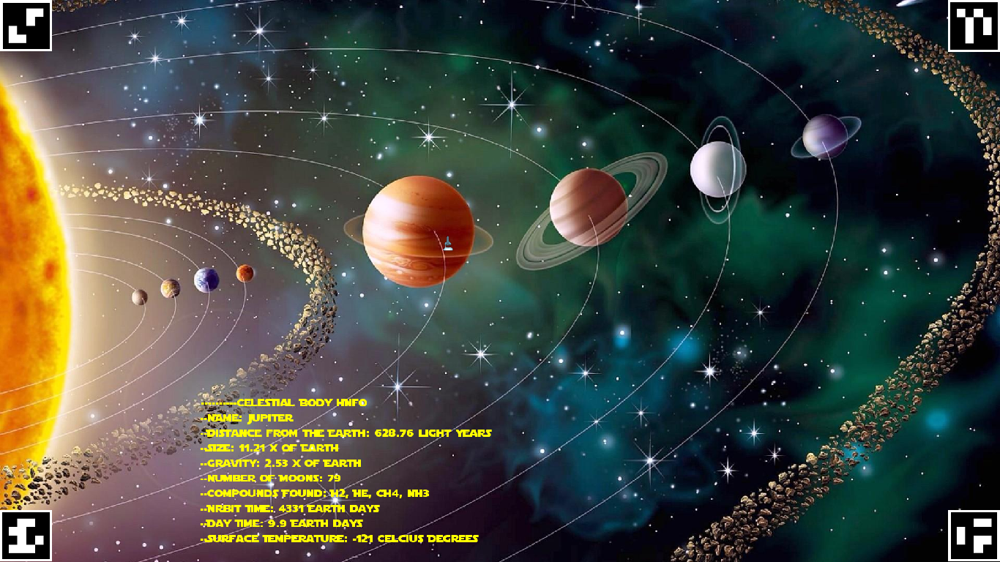 ----------CELESTIAL BODY INFO
--NAME: JUPITER
--DISTANCE FROM THE EARTH: 628.76 LIGHT YEARS
--SIZE: 11.21 X OF EARTH
--GRAVITY: 2.53 X OF EARTH
--NUMBER OF MOONS: 79
--COMPOUNDS FOUND: H2, HE, CH4, NH3
--ORBIT TIME: 4331 EARTH DAYS
--DAY TIME: 9.9 EARTH DAYS
--SURFACE TEMPERATURE: -121 CELCIUS DEGREES